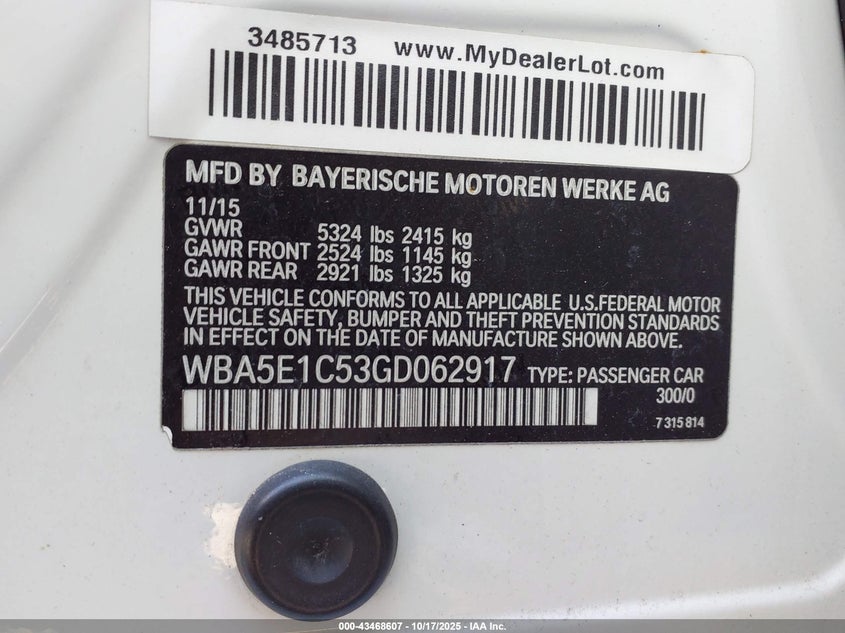 3485713 www.MyDealerLot.com
MFD BY BAYERISCHE MOTOREN WERKE AG
11/15
GVWR 5324 lbs 2415 kg
GAWR FRONT 2524 lbs 1145 kg
GAWR REAR 2921 lbs 1325 kg
THIS VEHICLE CONFORMS TO ALL APPLICABLE U.S.FEDERAL MOTOR
VEHICLE SAFETY, BUMPER AND THEFT PREVENTION STANDARDS
IN EFFECT ON THE DATE OF MANUFACTURE SHOWN ABOVE.
WBA5E1C53GD062917 TYPE: PASSENGER CAR
300/0
7 315 814
000-43468607 - 10/17/2025 - IAA Inc.